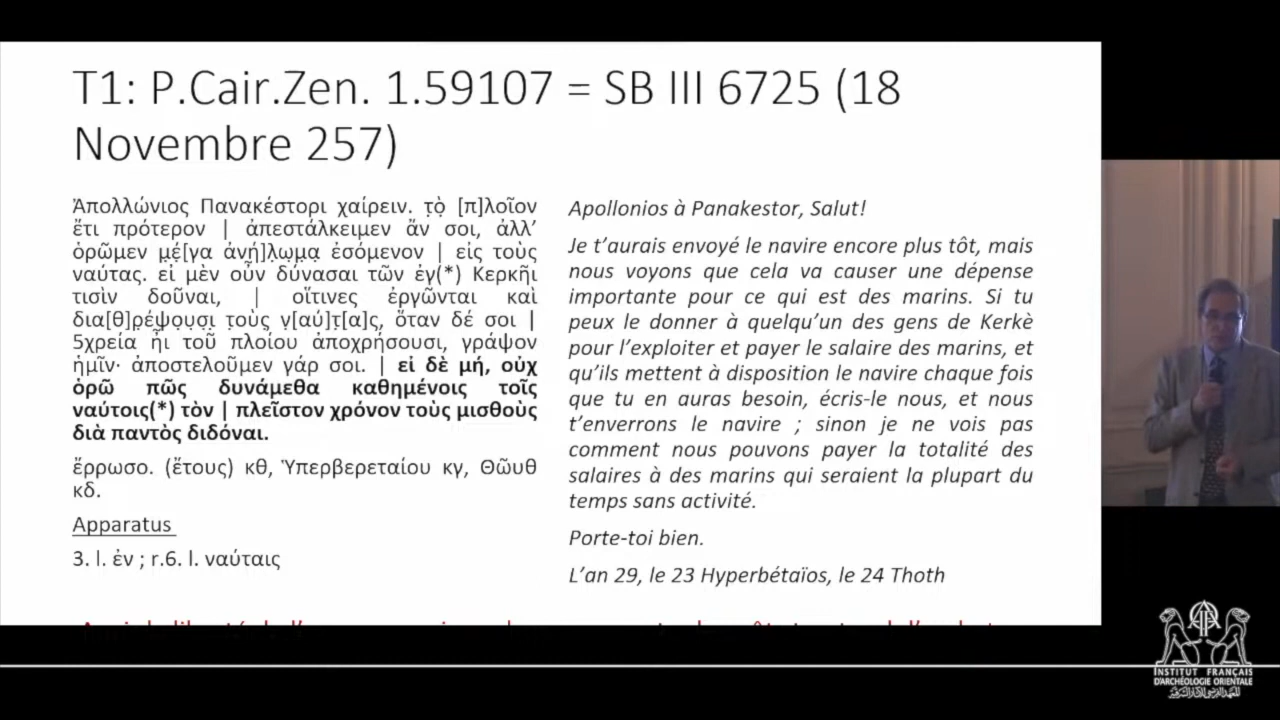 T1: P.Cair.Zen. 1.59107 = SB III 6725 (18
Novembre 257)
Ἀπολλώνιος Πανακέστορι χαίρειν. τ̣ὸ̣ [π]λοῖον
ἔτι πρότερον | ἀπεστάλκειμεν ἄν σοι, ἀλλ’
ὁρῶμεν μέ̣[γα ἀνή]λ̣ωμ̣α̣ ἐσόμενον | εἰς τοὺς
ναύτας. εἰ μὲν οὖν δύνασαι τῶν ἐγ(*) Κερκῆι
τισὶν δοῦναι, | οἵτινες ἐργῶνται καὶ
δια[θ]ρ̣έψο̣υσ̣ι τ̣οὺς ν̣[αύ]τ̣[α]ς, ὅταν δέ σοι |
5χρεία ἦι τοῦ πλοίου ἀποχρήσουσι, γράψον
ἡμῖν· ἀποστελοῦμεν γάρ σοι. | εἰ δὲ μή, οὐχ
ὁρῶ πῶς δυνάμεθα καθημένοις τοῖς
ναύτοις(*) τὸν | πλεῖστον χρόνον τοὺς μισθοὺς
διὰ παντὸς διδόναι.
ἔρρωσο. (ἔτους) κθ, Ὑπερβερεταίου κγ, Θῶυθ
κδ.
Apparatus
3. l. ἐν ; r.6. l. ναύταις
Apollonios à Panakestor, Salut!
Je t’aurais envoyé le navire encore plus tôt, mais
nous voyons que cela va causer une dépense
importante pour ce qui est des marins. Si tu
peux le donner à quelqu’un des gens de Kerkè
pour l’exploiter et payer le salaire des marins, et
qu’ils mettent à disposition le navire chaque fois
que tu en auras besoin, écris-le nous, et nous
t’enverrons le navire ; sinon je ne vois pas
comment nous pouvons payer la totalité des
salaires à des marins qui seraient la plupart du
temps sans activité.
Porte-toi bien.
L’an 29, le 23 Hyperbétaïos, le 24 Thoth
INSTITUT FRANÇAIS
D'ARCHÉOLOGIE ORIENTALE